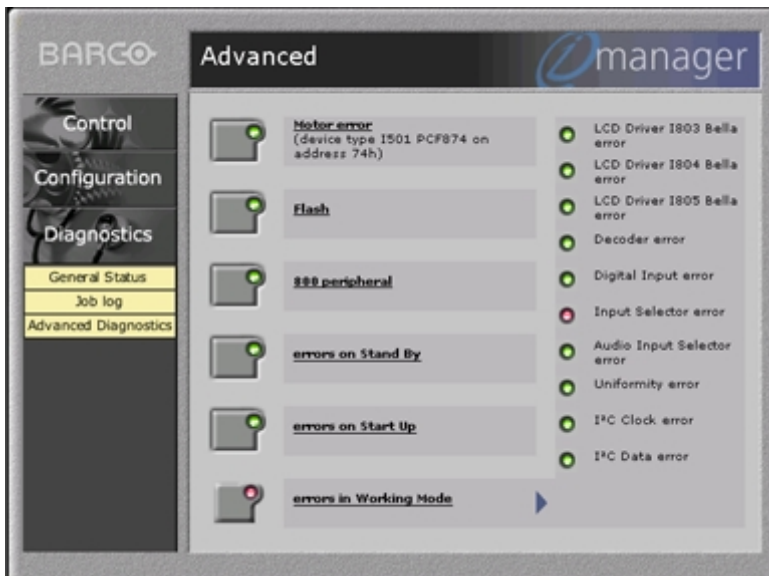 BARCO
Advanced
imanager
Control
Configuration
Diagnostics
General Status
Job log
Advanced Diagnostics
Motor error
(device type I501 PCF874 on
address 74h)
Flash
800 peripheral
errors on Stand By
errors on Start Up
errors in Working Mode
LCD Driver I803 Bella
error
LCD Driver I804 Bella
error
LCD Driver I805 Bella
error
Decoder error
Digital Input error
Input Selector error
Audio Input Selector
error
Uniformity error
I²C Clock error
I²C Data error